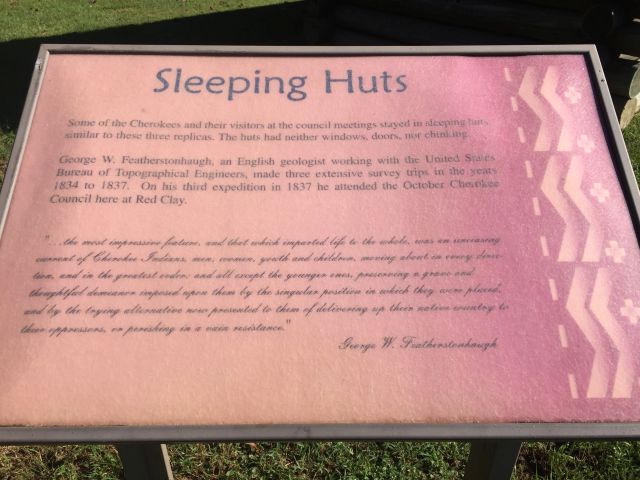 Sleeping Huts
Some of the Cherokees and their visitors at the council meetings stayed in sleeping huts
similar to these three replicas. The huts had neither windows, doors, nor chinking.
George W. Featherstonhaugh, an English geologist working with the United States
Bureau of Topographical Engineers, made three extensive survey trips in the years
1834 to 1837. On his third expedition in 1837 he attended the October Cherokee
Council here at Red Clay.
"...the most impressive feature, and that which imparted life to the whole, was an unceasing
current of Cherokee Indians, men, women, youth and children, moving about in every direc-
tion, and in the greatest order; and all except the younger ones, preserving a grave and
thoughtful demeanor imposed upon them by the singular position in which they were placed,
and by the trying alternative now presented to them of delivering up their native country to
their oppressors, or perishing in a vain resistance."
George W. Featherstonhaugh